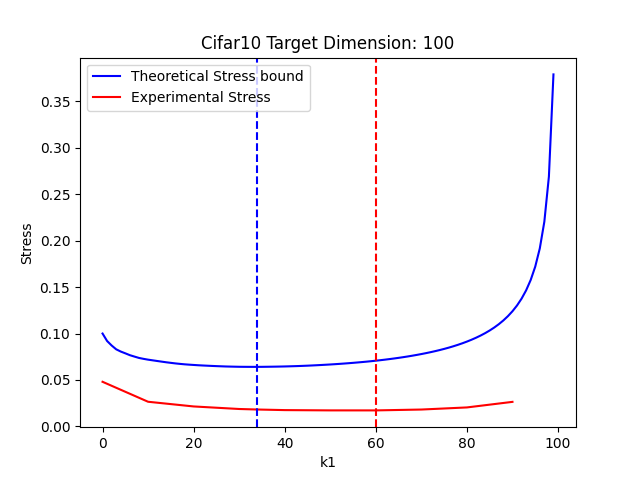 Cifar10 Target Dimension: 100
Theoretical Stress bound
Experimental Stress
Stress
0.35
0.30
0.25
0.20
0.15
0.10
0.05
0.00
0 20 40 60 80 100
k1